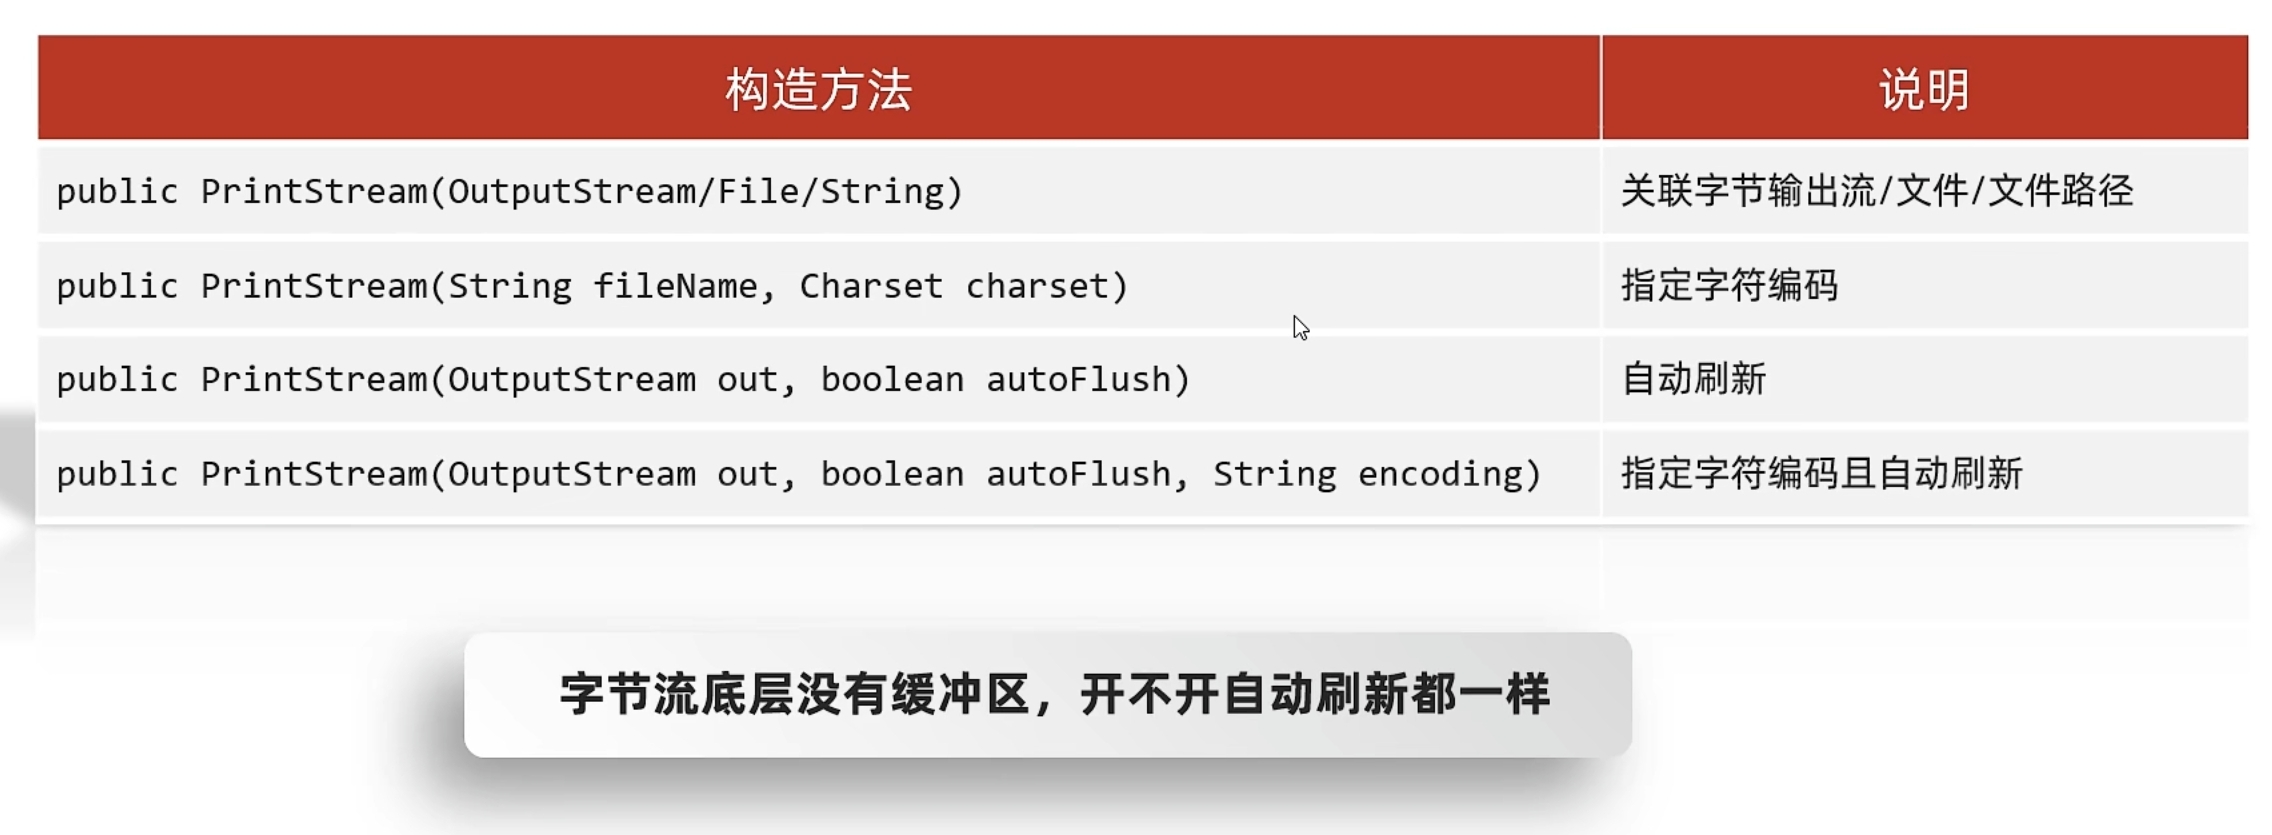 构造方法 说明
public PrintStream(OutputStream/File/String) 关联字节输出流/文件/文件路径
public PrintStream(String fileName, Charset charset) 指定字符编码
public PrintStream(OutputStream out, boolean autoFlush) 自动刷新
public PrintStream(OutputStream out, boolean autoFlush, String encoding) 指定字符编码且自动刷新
字节流底层没有缓冲区，开不开自动刷新都一样